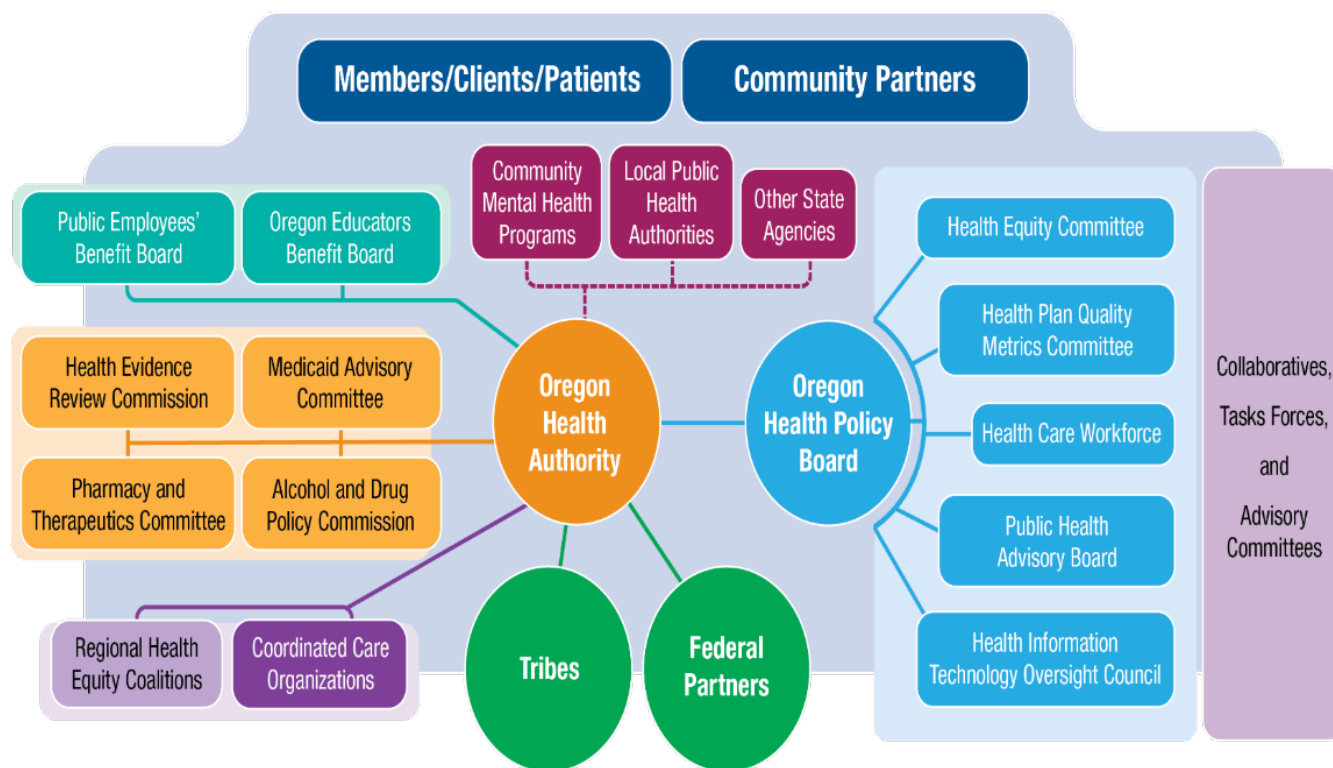 Members/Clients/Patients
Community Partners
Community
Mental Health
Programs
Local Public
Health
Authorities
Other State
Agencies
Public Employees'
Benefit Board
Oregon Educators
Benefit Board
Health Evidence
Review Commission
Medicaid Advisory
Committee
Pharmacy and
Therapeutics Committee
Alcohol and Drug
Policy Commission
Regional Health
Equity Coalitions
Coordinated Care
Organizations
Oregon
Health
Authority
Tribes
Federal
Partners
Oregon
Health Policy
Board
Health Equity Committee
Health Plan Quality
Metrics Committee
Health Care Workforce
Public Health
Advisory Board
Health Information
Technology Oversight Council
Collaboratives,
Tasks Forces,
and
Advisory
Committees